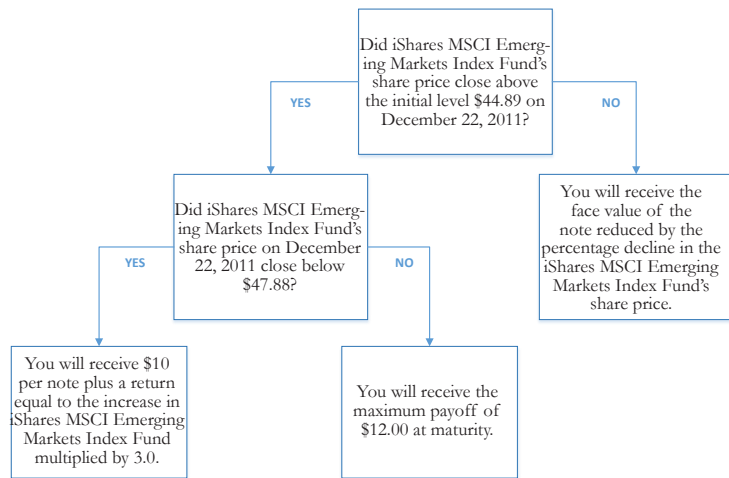 Did iShares MSCI Emerg-
ing Markets Index Fund's
share price close above
the initial level $44.89 on
December 22, 2011?
YES
NO
Did iShares MSCI Emerg-
ing Markets Index Fund's
share price on December
22, 2011 close below
$47.88?
You will receive the
face value of the
note reduced by the
percentage decline in the
iShares MSCI Emerging
Markets Index Fund's
share price.
YES
NO
You will receive $10
per note plus a return
equal to the increase in
iShares MSCI Emerging
Markets Index Fund
multiplied by 3.0.
You will receive the
maximum payoff of
$12.00 at maturity.